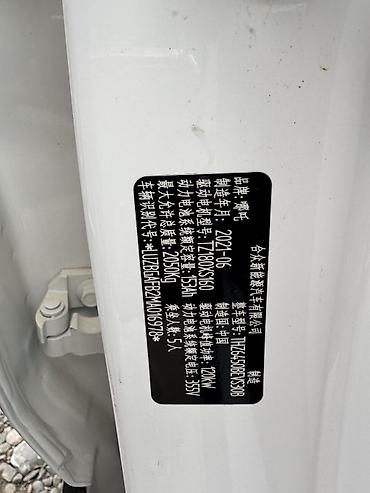 合众新能源汽车有限公司 制造
品牌：哪吒 整车型号：THZ6450BEVS30B
制造年月：2021-06 制造国：中国
驱动电机型号：TZ180XS160 驱动电机峰值功率：120KW
动力电池系统额定容量：153Ah 动力电池系统额定电压：355V
最大允许总质量：2050kg 乘坐人数：5人
车辆识别代号：*LUZBGAFB2MA016978*